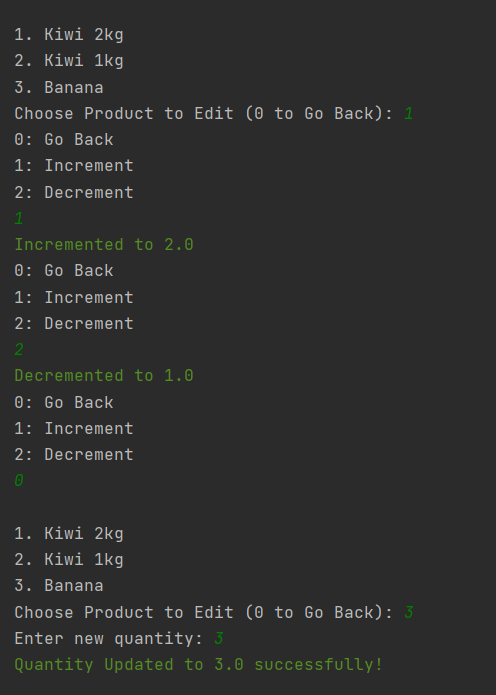 1. Kiwi 2kg
2. Kiwi 1kg
3. Banana
Choose Product to Edit (0 to Go Back): 1
0: Go Back
1: Increment
2: Decrement
1
Incremented to 2.0
0: Go Back
1: Increment
2: Decrement
2
Decremented to 1.0
0: Go Back
1: Increment
2: Decrement
0
1. Kiwi 2kg
2. Kiwi 1kg
3. Banana
Choose Product to Edit (0 to Go Back): 3
Enter new quantity: 3
Quantity Updated to 3.0 successfully!